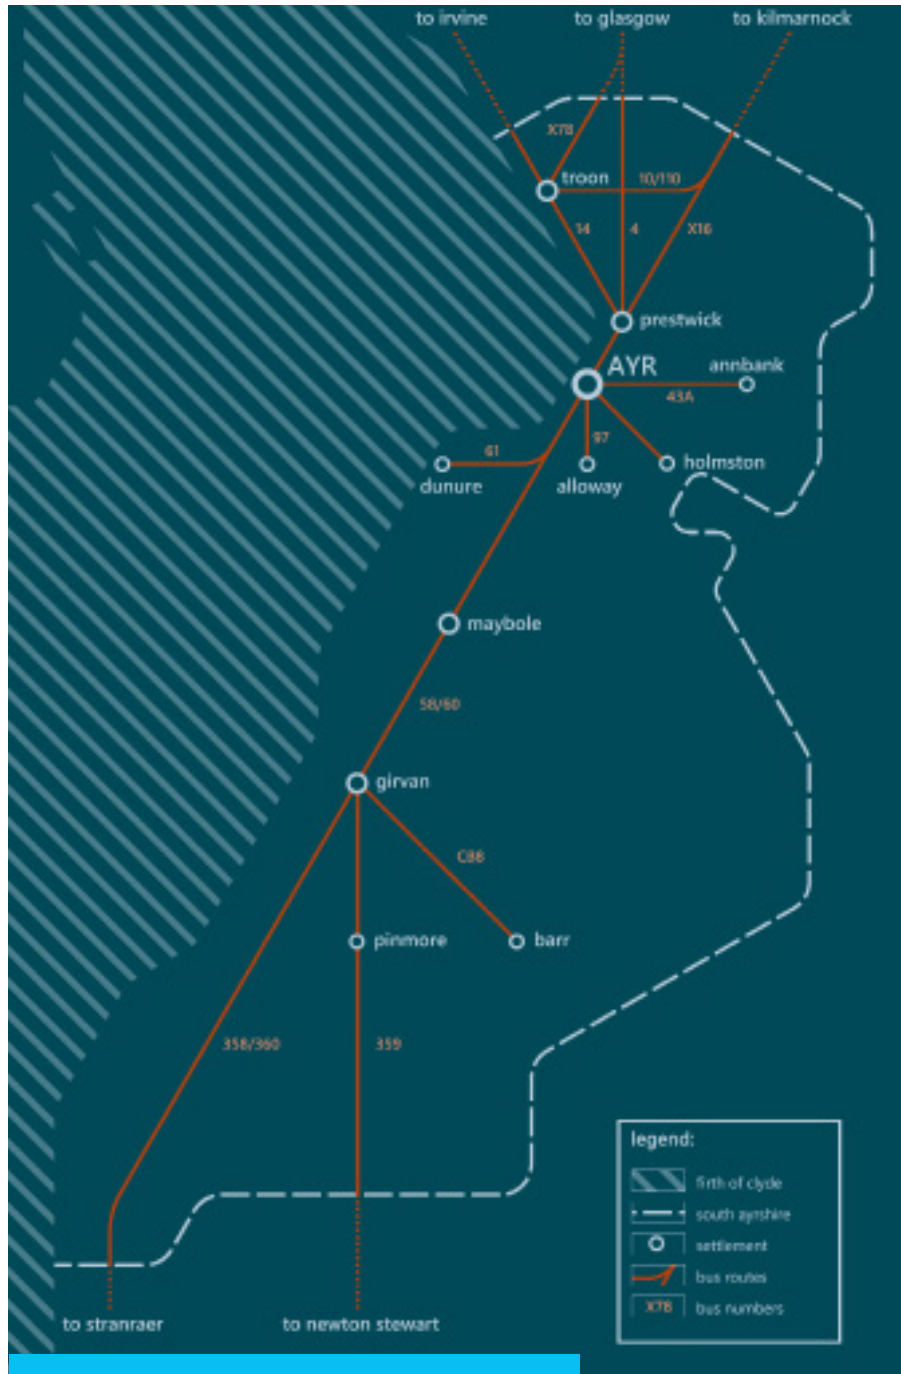 to irvine
to glasgow
to kilmarnock
X78
troon
10/110
14
4
X16
prestwick
AYR
annbank
43A
97
61
holmston
dunure
alloway
maybole
58/60
girvan
CB8
pinmore
barr
358/360
359
legend:
firth of clyde
south ayrshire
settlement
bus routes
X78
bus numbers
to stranraer
to newton stewart